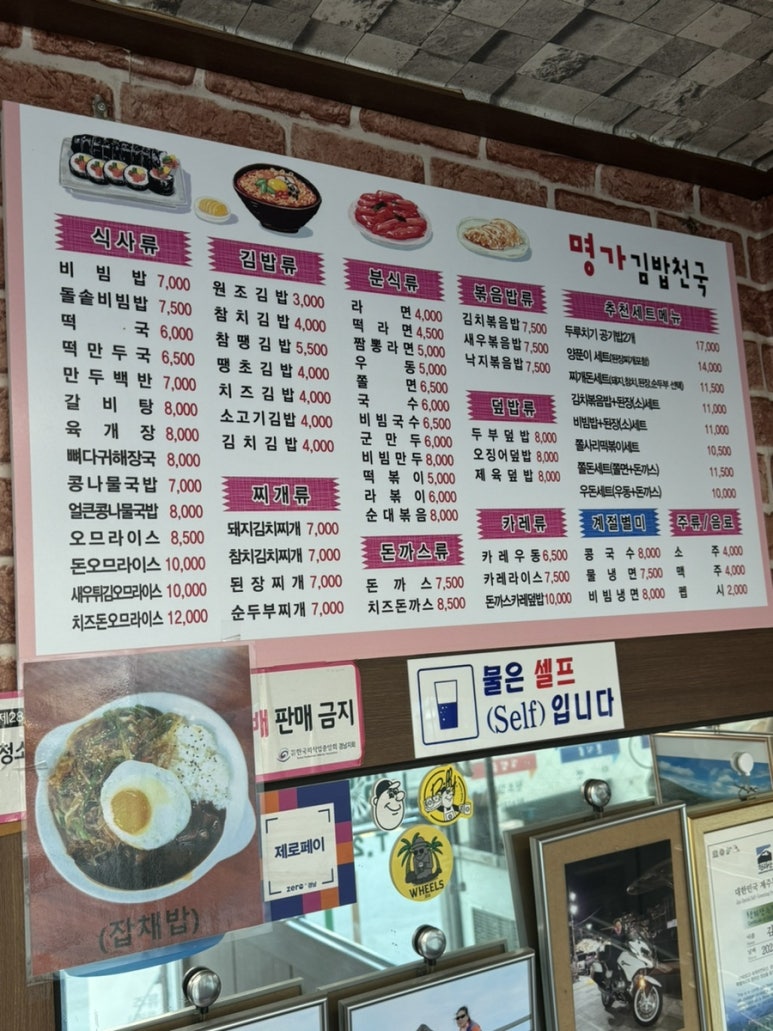 명가김밥천국
식사류
비빔밥 7,000
돌솥비빔밥 7,500
떡국 6,000
떡만두국 6,500
만두백반 7,000
갈비탕 8,000
육개장 8,000
뼈다귀해장국 8,000
콩나물국밥 7,000
얼큰콩나물국밥 8,000
오므라이스 8,500
돈오므라이스 10,000
새우튀김오므라이스 10,000
치즈돈오므라이스 12,000
김밥류
원조김밥 3,000
참치김밥 4,000
참땡김밥 5,500
땡초김밥 4,000
치즈김밥 4,000
소고기김밥 4,000
김치김밥 4,000
찌개류
돼지김치찌개 7,000
참치김치찌개 7,000
된장찌개 7,000
순두부찌개 7,000
분식류
라면 4,000
떡라면 4,500
짬뽕라면 5,000
우동 5,000
쫄면 6,500
국수 6,000
비빔국수 6,500
군만두 6,000
비빔만두 8,000
떡볶이 5,000
라볶이 6,000
순대볶음 8,000
돈까스류
돈까스 7,500
치즈돈까스 8,500
볶음밥류
김치볶음밥 7,500
새우볶음밥 7,500
낙지볶음밥 7,500
덮밥류
두부덮밥 8,000
오징어덮밥 8,000
제육덮밥 8,000
카레류
카레우동 6,500
카레라이스 7,500
돈까스카레덮밥 10,000
추천세트메뉴
두루치기 공기밥2개 17,000
양푼이 세트(된장찌개포함) 14,000
찌개돈세트(돼지,참치,된장,순두부 선택) 11,500
김치볶음밥+된장(소)세트 11,000
비빔밥+된장(소)세트 11,000
쫄사리떡볶이세트 10,500
쫄돈세트(쫄면+돈까스) 11,500
우돈세트(우동+돈까스) 10,000
계절별미
콩국수 8,000
물냉면 7,500
비빔냉면 8,000
주류/음료
소주 4,000
맥주 4,000
펩시 2,000
판매 금지
물은 셀프
(Self) 입니다
(잡채밥)
제로페이
zero 경남
WHEELS
대한민국